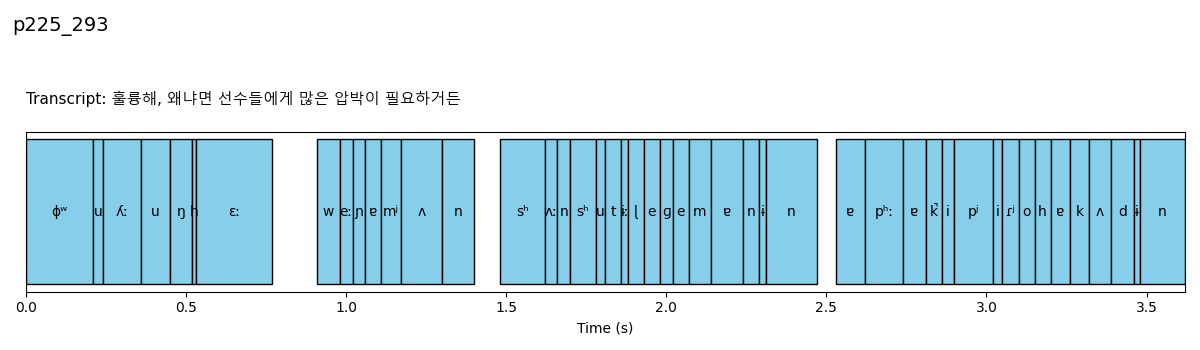 p225_293
Transcript: 훌륭해, 왜냐면 선수들에게 많은 압박이 필요하거든
ɸʷ u ʎː u ŋ h ɛː w eː ɲ ɐ mʲ ʌ n sʰ ʌː n sʰ u t ɨː ɭ e ɡ e m ɐ n ɨ n ɐ pʰː ɐ k̚ i pʲ i ɾʲ o h ɐ k ʌ d ɨ n
0.0 0.5 1.0 1.5 2.0 2.5 3.0 3.5
Time (s)